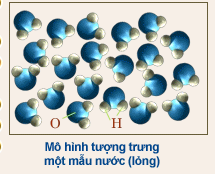 O H
Mô hình tượng trưng
một mẫu nước (lỏng)